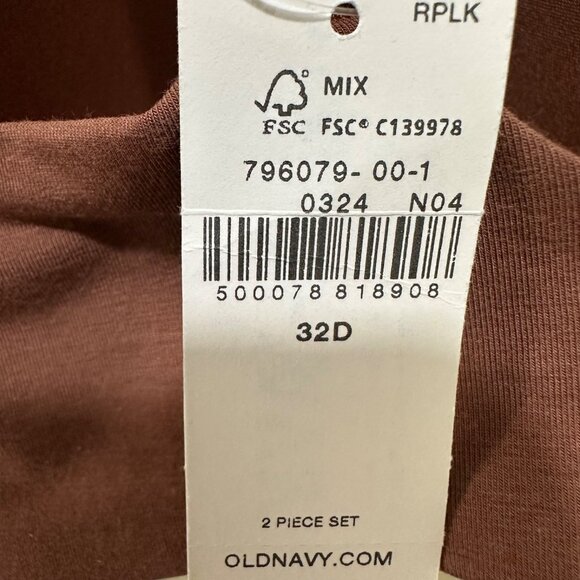 RPLK
MIX
FSC FSC® C139978
796079- 00-1
0324 N04
500078 818908
32D
2 PIECE SET
OLDNAVY.COM